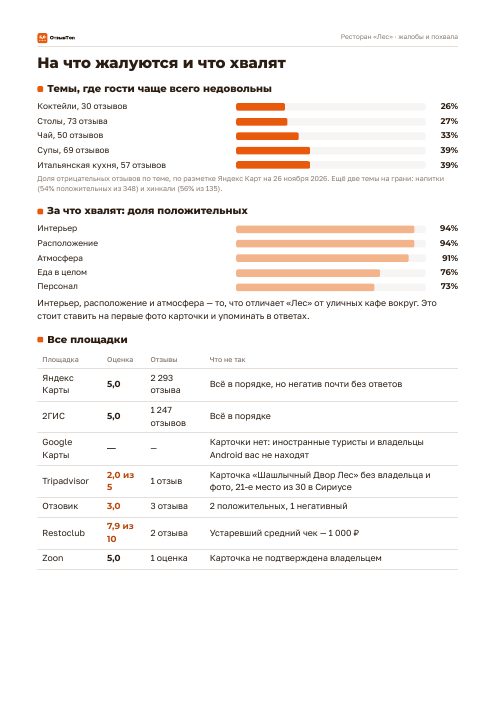 ОтзывТоп
Ресторан «Лес» · жалобы и похвала
На что жалуются и что хвалят
Темы, где гости чаще всего недовольны
Коктейли, 30 отзывов 26%
Столы, 73 отзыва 27%
Чай, 50 отзывов 33%
Супы, 69 отзывов 39%
Итальянская кухня, 57 отзывов 39%
Доля отрицательных отзывов по теме, по разметке Яндекс Карт на 26 ноября 2026. Ещё две темы на грани: напитки
(54% положительных из 348) и хинкали (56% из 135).
За что хвалят: доля положительных
Интерьер 94%
Расположение 94%
Атмосфера 91%
Еда в целом 76%
Персонал 73%
Интерьер, расположение и атмосфера — то, что отличает «Лес» от уличных кафе вокруг. Это
стоит ставить на первые фото карточки и упоминать в ответах.
Все площадки
Площадка Оценка Отзывы Что не так
Яндекс
Карты
5,0
2 293
отзыва
Всё в порядке, но негатив почти без ответов
2ГИС
5,0
1 247
отзывов
Всё в порядке
Google
Карты
—
—
Карточки нет: иностранные туристы и владельцы
Android вас не находят
Tripadvisor
2,0 из
5
1 отзыв
Карточка «Шашлычный Двор Лес» без владельца и
фото, 21-е место из 30 в Сириусе
Отзовик 3,0 3 отзыва 2 положительных, 1 негативный
Restoclub
7,9 из
10
2 отзыва
Устаревший средний чек — 1 000 ₽
Zoon 5,0 1 оценка Карточка не подтверждена владельцем